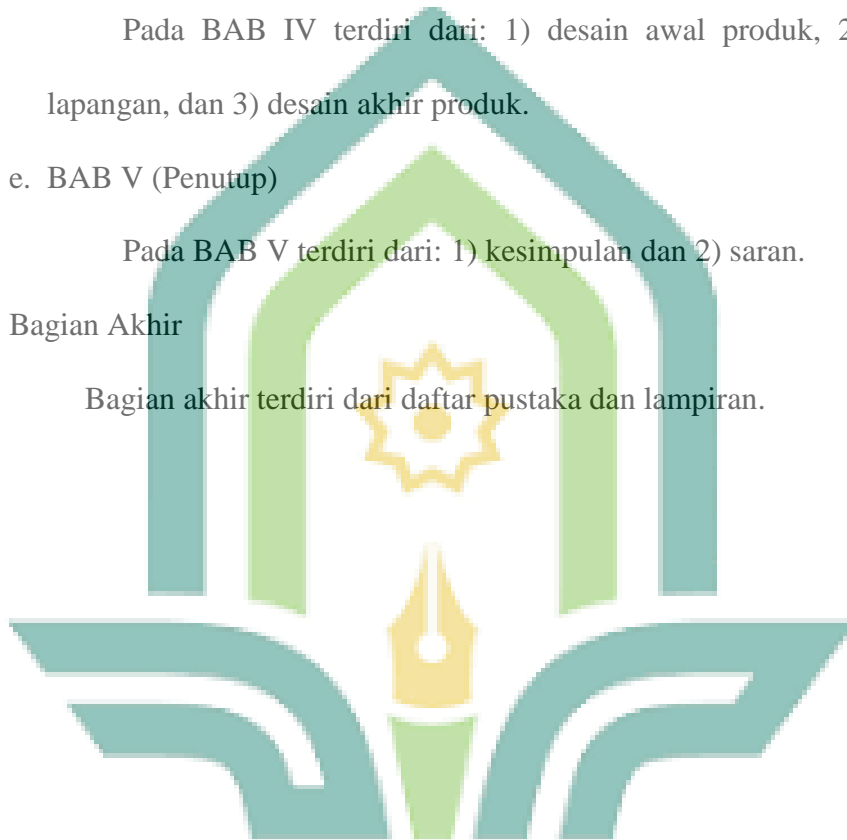 Pada BAB IV terdiri dari: 1) desain awal produk, 2
lapangan, dan 3) desain akhir produk.
e. BAB V (Penutup)
Pada BAB V terdiri dari: 1) kesimpulan dan 2) saran.
Bagian Akhir
Bagian akhir terdiri dari daftar pustaka dan lampiran.